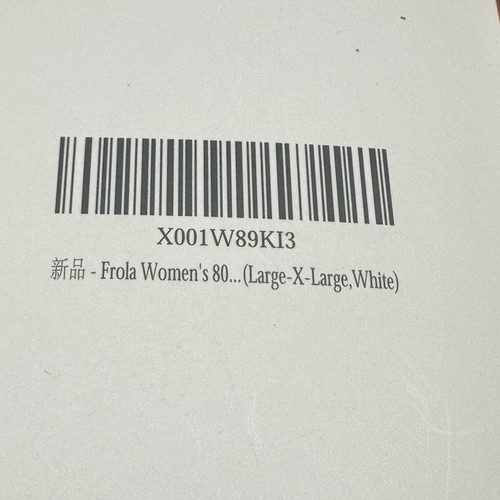 X001W89KI3
新品 - Frola Women's 80...(Large-X-Large,White)